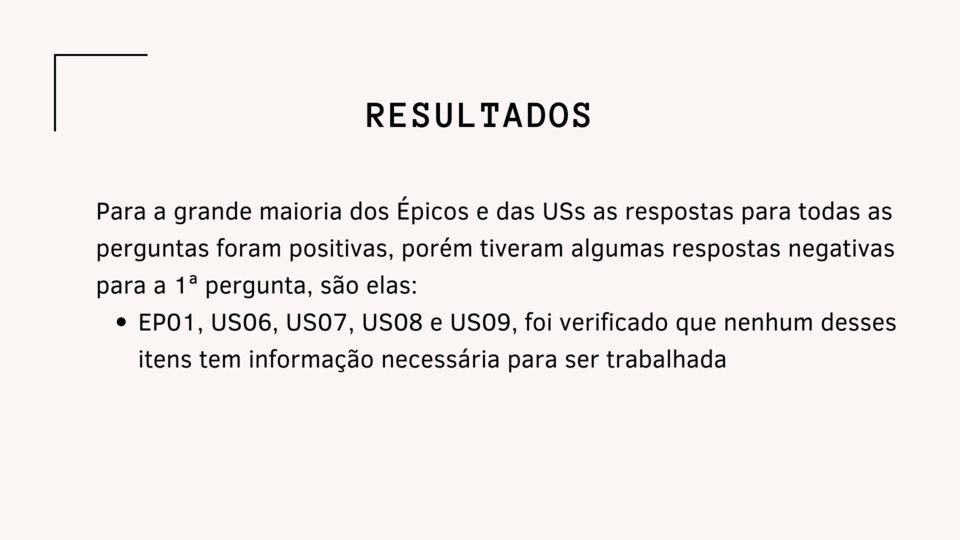 RESULTADOS
Para a grande maioria dos Épicos e das USs as respostas para todas as
perguntas foram positivas, porém tiveram algumas respostas negativas
para a 1ª pergunta, são elas:
• EP01, US06, US07, US08 e US09, foi verificado que nenhum desses
itens tem informação necessária para ser trabalhada